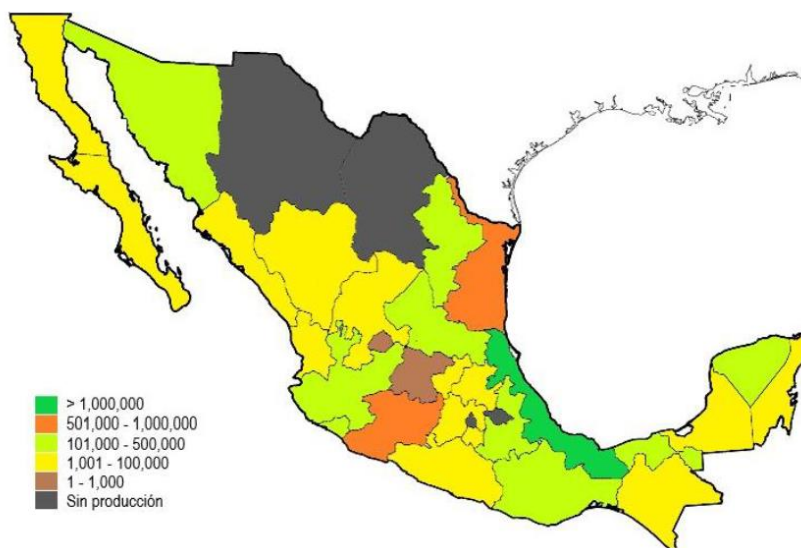 > 1,000,000
501,000 - 1,000,000
101,000 - 500,000
1,001 - 100,000
1 - 1,000
Sin producción